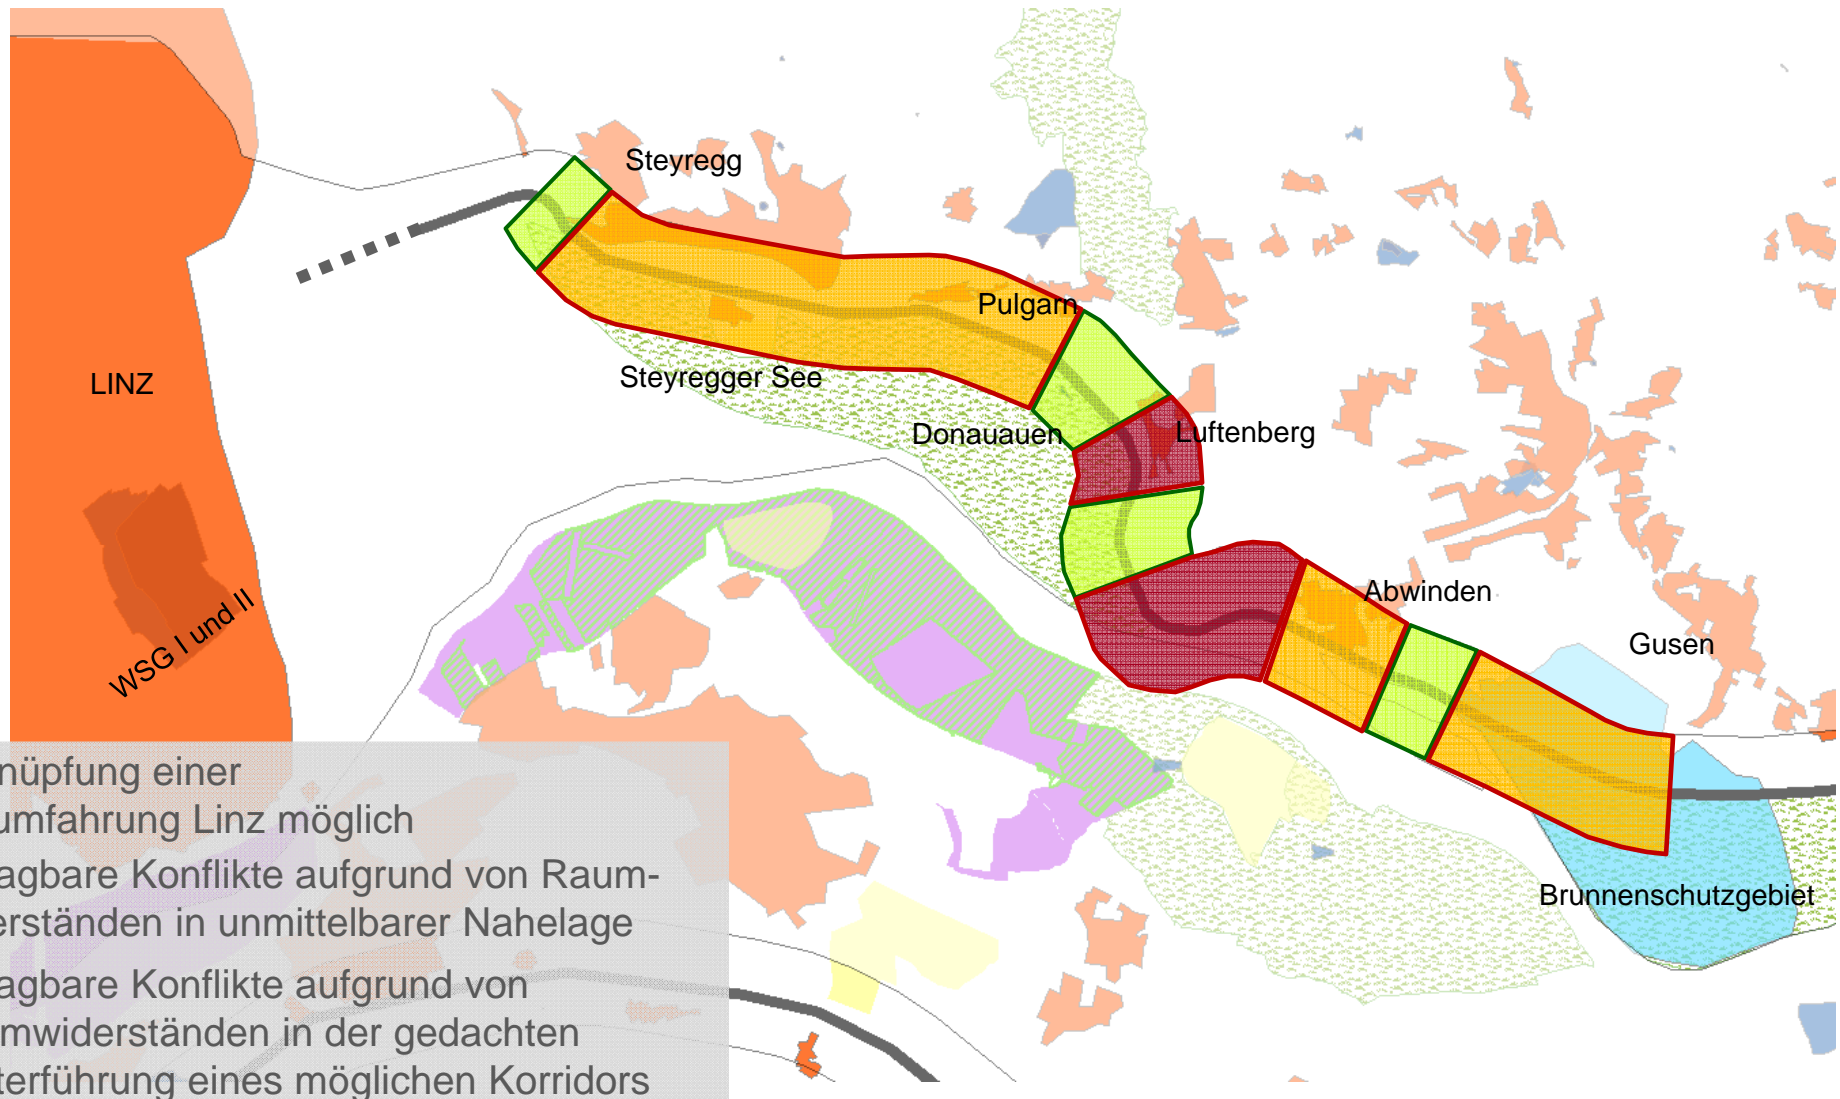 Steyregg
Pulgarn
LINZ
Steyregger See
Donauauen
Luftenberg
Abwinden
WSG I und II
Gusen
Brunnenschutzgebiet
nüpfung einer
umfahrung Linz möglich
agbare Konflikte aufgrund von Raum-
erständen in unmittelbarer Nahelage
agbare Konflikte aufgrund von
mwiderständen in der gedachten
terführung eines möglichen Korridors